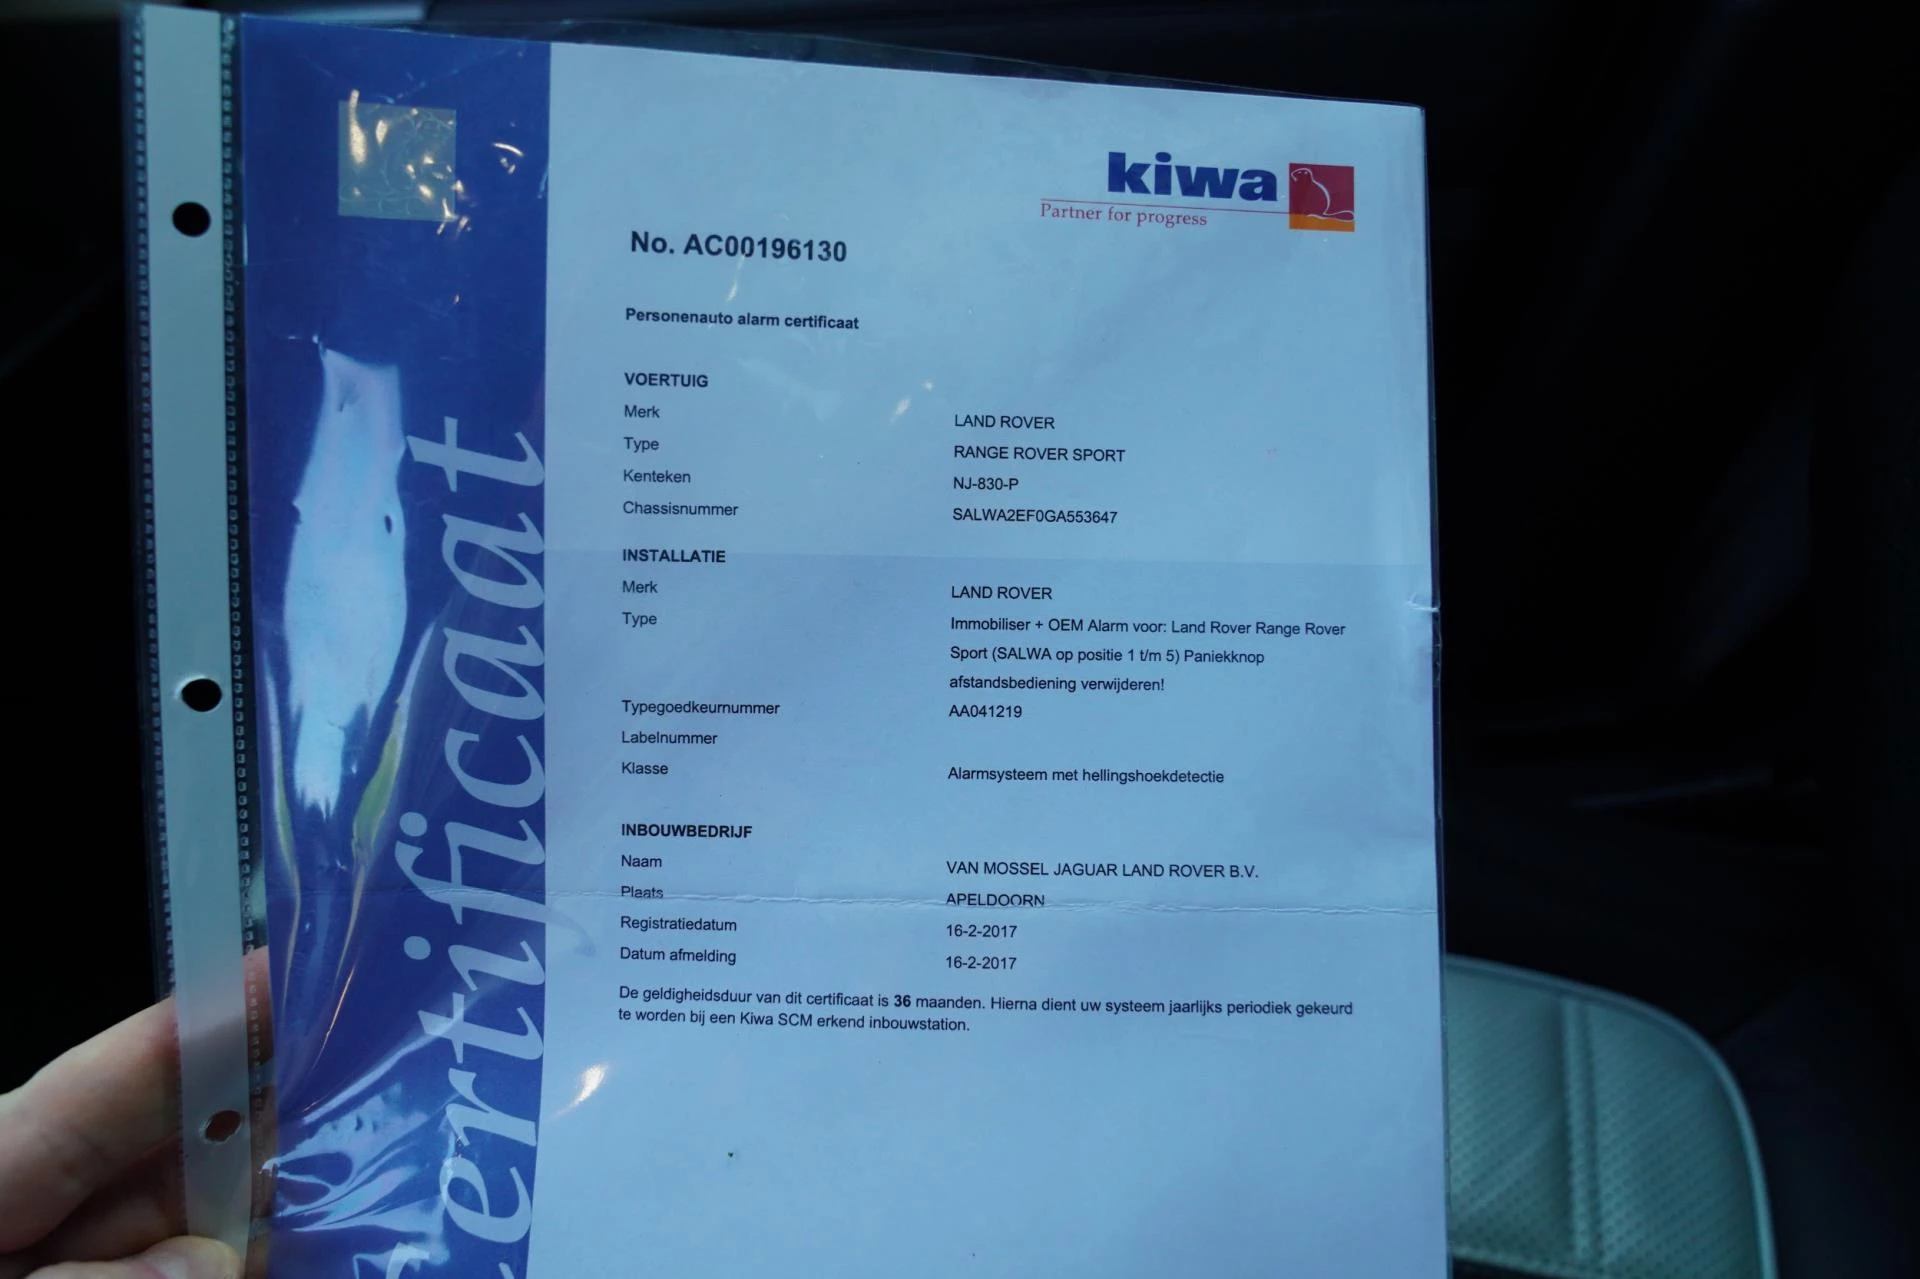 kiwa
Partner for progress
No. AC00196130
Personenauto alarm certificaat
VOERTUIG
Merk LAND ROVER
Type RANGE ROVER SPORT
Kenteken NJ-830-P
Chassisnummer SALWA2EF0GA553647
INSTALLATIE
Merk LAND ROVER
Type Immobiliser + OEM Alarm voor: Land Rover Range Rover
Sport (SALWA op positie 1 t/m 5) Paniekknop
afstandsbediening verwijderen!
Typegoedkeurnummer AA041219
Labelnummer
Klasse Alarmsysteem met hellingshoekdetectie
INBOUWBEDRIJF
Naam VAN MOSSEL JAGUAR LAND ROVER B.V.
Plaats APELDOORN
Registratiedatum 16-2-2017
Datum afmelding 16-2-2017
De geldigheidsduur van dit certificaat is 36 maanden. Hierna dient uw systeem jaarlijks periodiek gekeurd
te worden bij een Kiwa SCM erkend inbouwstation.
Certificaat